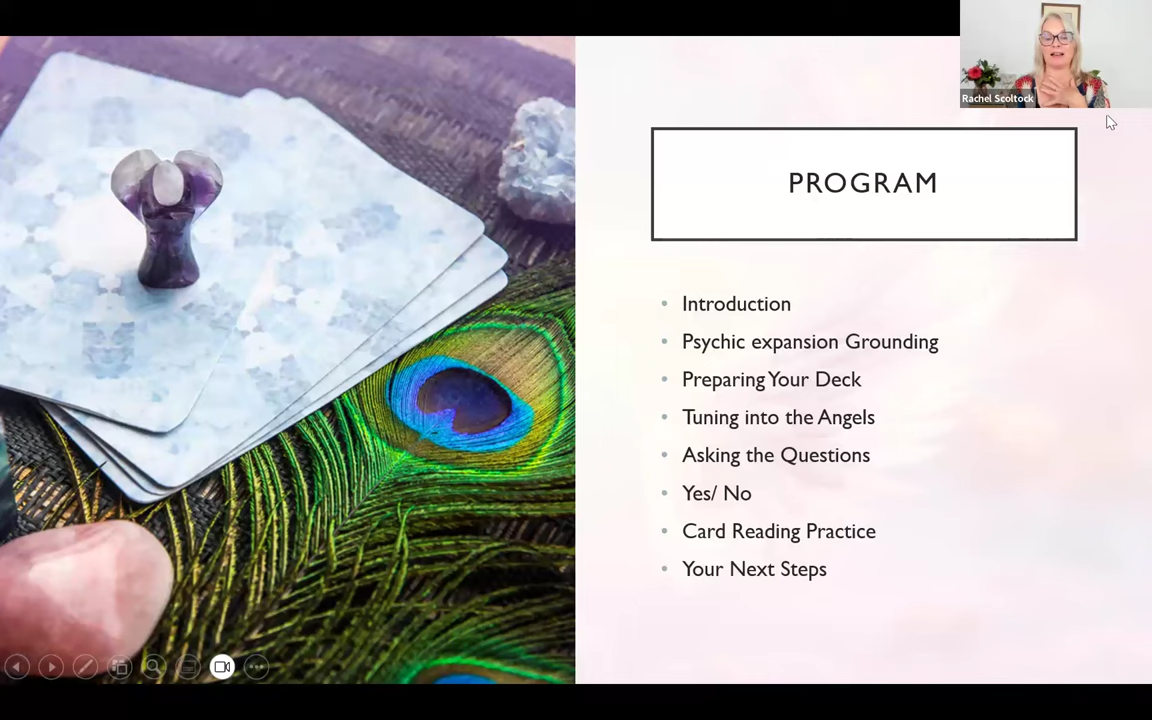 Rachel Scoltock
PROGRAM
Introduction
Psychic expansion Grounding
Preparing Your Deck
Tuning into the Angels
Asking the Questions
Yes/ No
Card Reading Practice
Your Next Steps